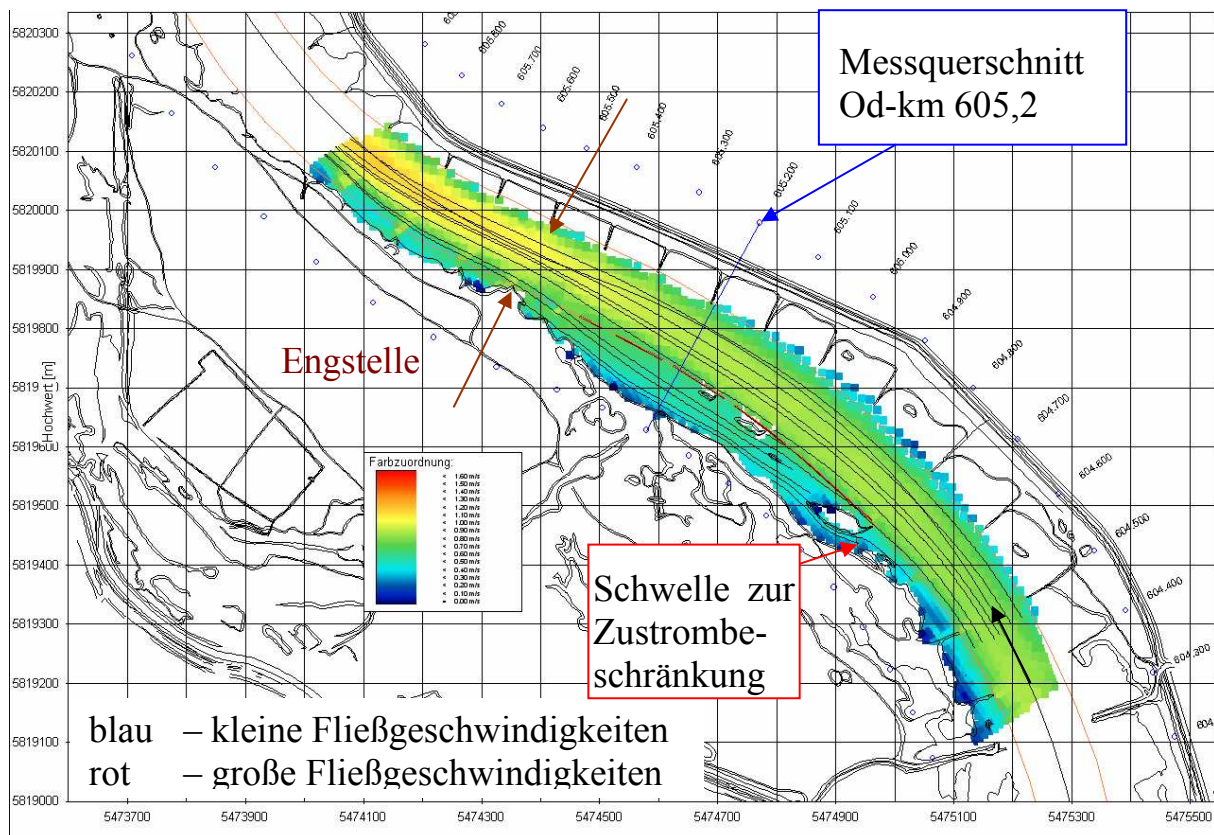 5820300
5820200
5820100
5820000
5819900
5819800
5819600
5819500
5819400
5819300
5819200
5819100
5819000
Hochwert [m]
605.800
605.700
605.600
605.500
605.400
605.300
605.200
605.100
605.000
604.900
604.800
604.700
604.600
604.500
604.400
604.300
Messquerschnitt
Od-km 605,2
Engstelle
Farbzuordnung:
< 1.60 m/s
< 1.50 m/s
< 1.40 m/s
< 1.30 m/s
< 1.20 m/s
< 1.10 m/s
< 1.00 m/s
< 0.90 m/s
< 0.80 m/s
< 0.70 m/s
< 0.60 m/s
< 0.50 m/s
< 0.40 m/s
< 0.30 m/s
< 0.20 m/s
< 0.10 m/s
= 0.00 m/s
Schwelle zur
Zustrombe-
schränkung
blau – kleine Fließgeschwindigkeiten
rot – große Fließgeschwindigkeiten
5473700 5473900 5474100 5474300 5474500 5474700 5474900 5475100 5475300 5475500